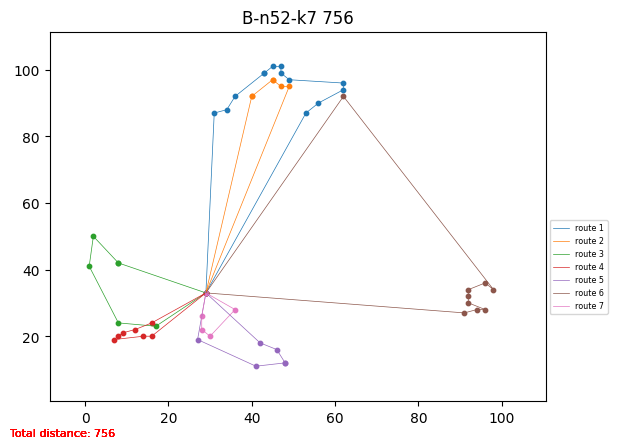 B-n52-k7 756
100
80
60
40
20
0 20 40 60 80 100
route 1
route 2
route 3
route 4
route 5
route 6
route 7
Total distance: 756